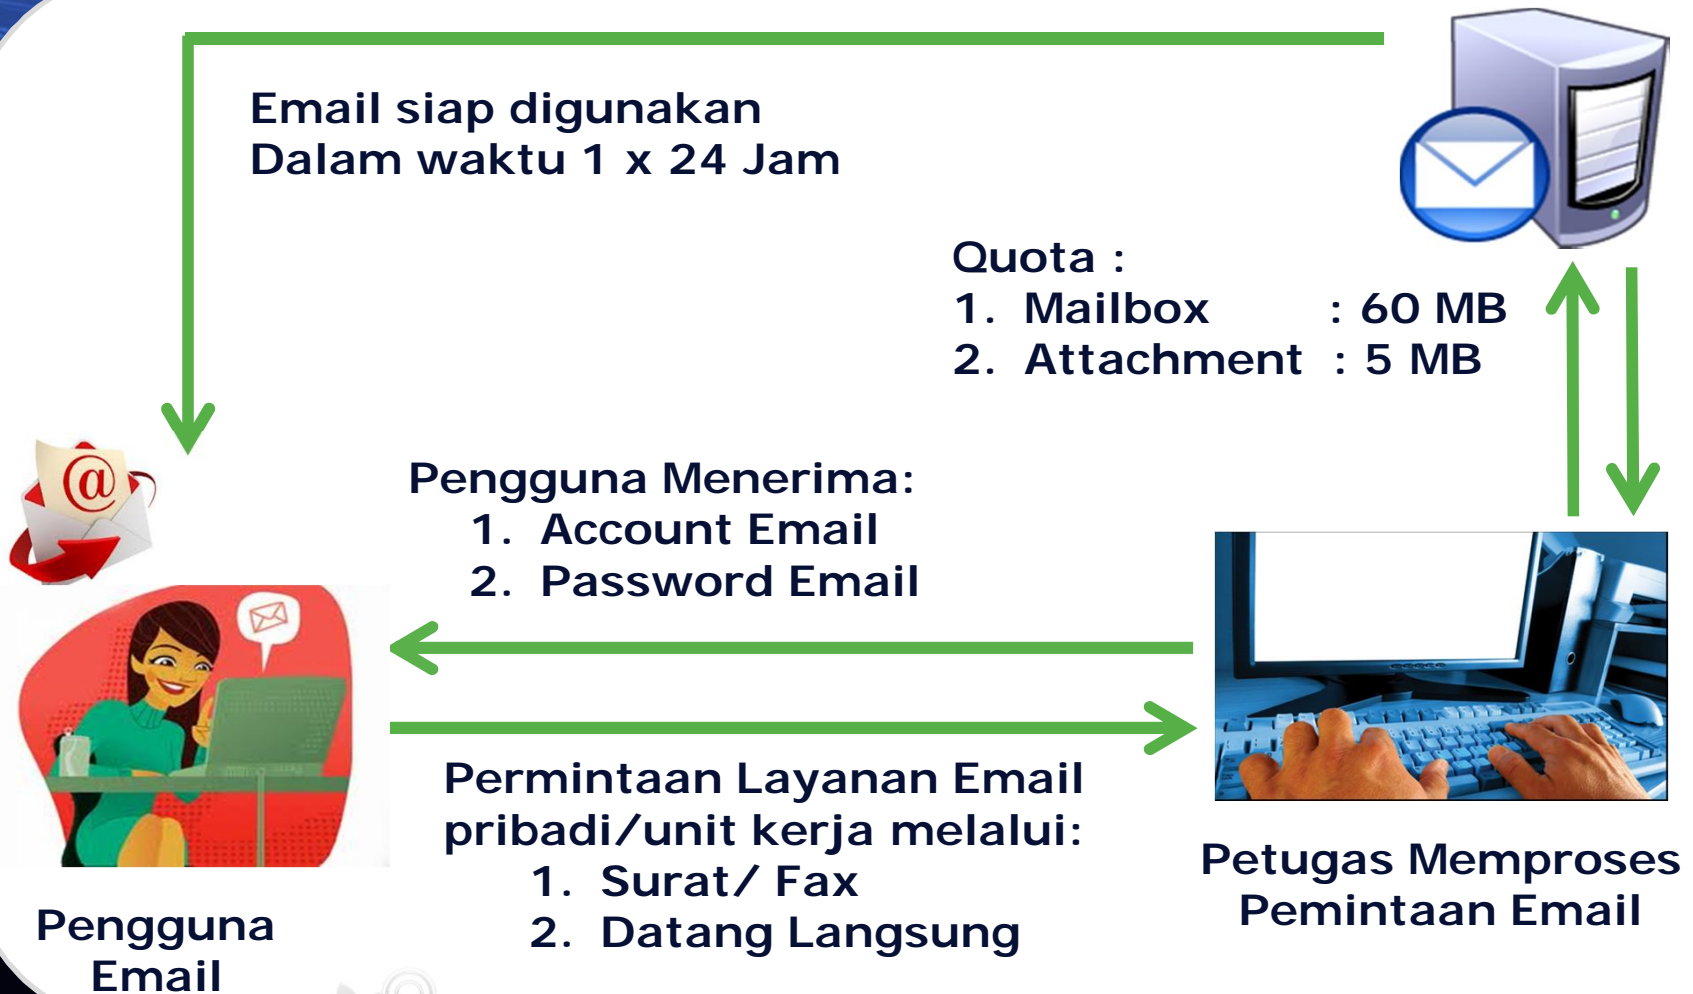 Email siap digunakan
Dalam waktu 1 x 24 Jam
Quota :
1. Mailbox : 60 MB
2. Attachment : 5 MB
@
Pengguna Menerima:
1. Account Email
2. Password Email
Permintaan Layanan Email
pribadi/unit kerja melalui:
1. Surat/ Fax
2. Datang Langsung
Petugas Memproses
Pemintaan Email
Pengguna
Email